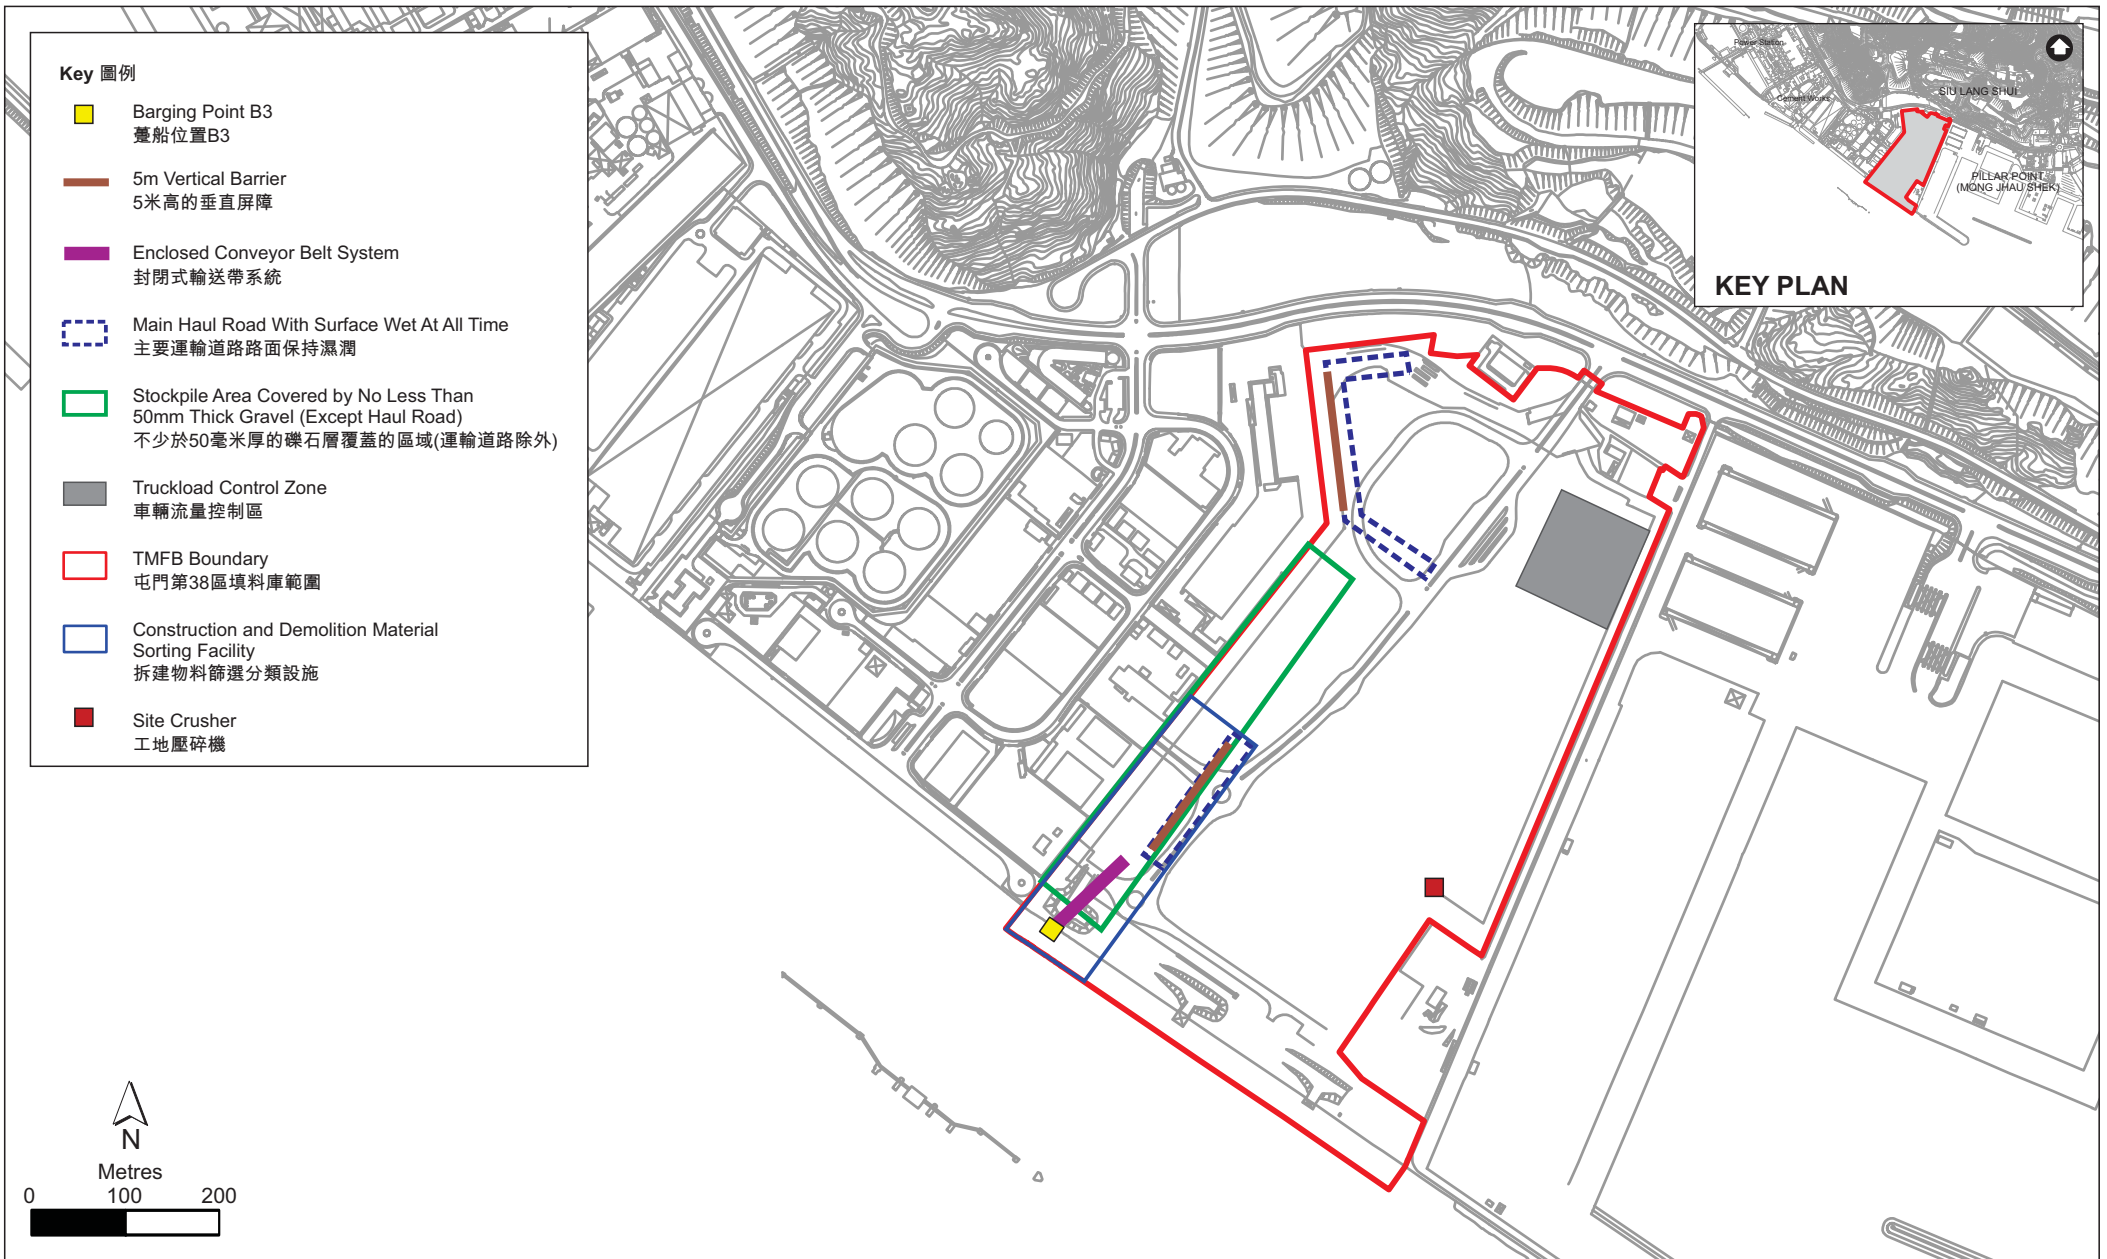 Key 圖例
Barging Point B3
躉船位置B3
5m Vertical Barrier
5米高的垂直屏障
Enclosed Conveyor Belt System
封閉式輸送帶系統
Main Haul Road With Surface Wet At All Time
主要運輸道路路面保持濕潤
Stockpile Area Covered by No Less Than
50mm Thick Gravel (Except Haul Road)
不少於50毫米厚的礫石層覆蓋的區域(運輸道路除外)
Truckload Control Zone
車輛流量控制區
TMFB Boundary
屯門第38區填料庫範圍
Construction and Demolition Material
Sorting Facility
拆建物料篩選分類設施
Site Crusher
工地壓碎機
N
Metres
0 100 200
Power Station
Cement Works
SIU LANG SHUI
PILLAR POINT
(MONG JHAU SHEK)
KEY PLAN